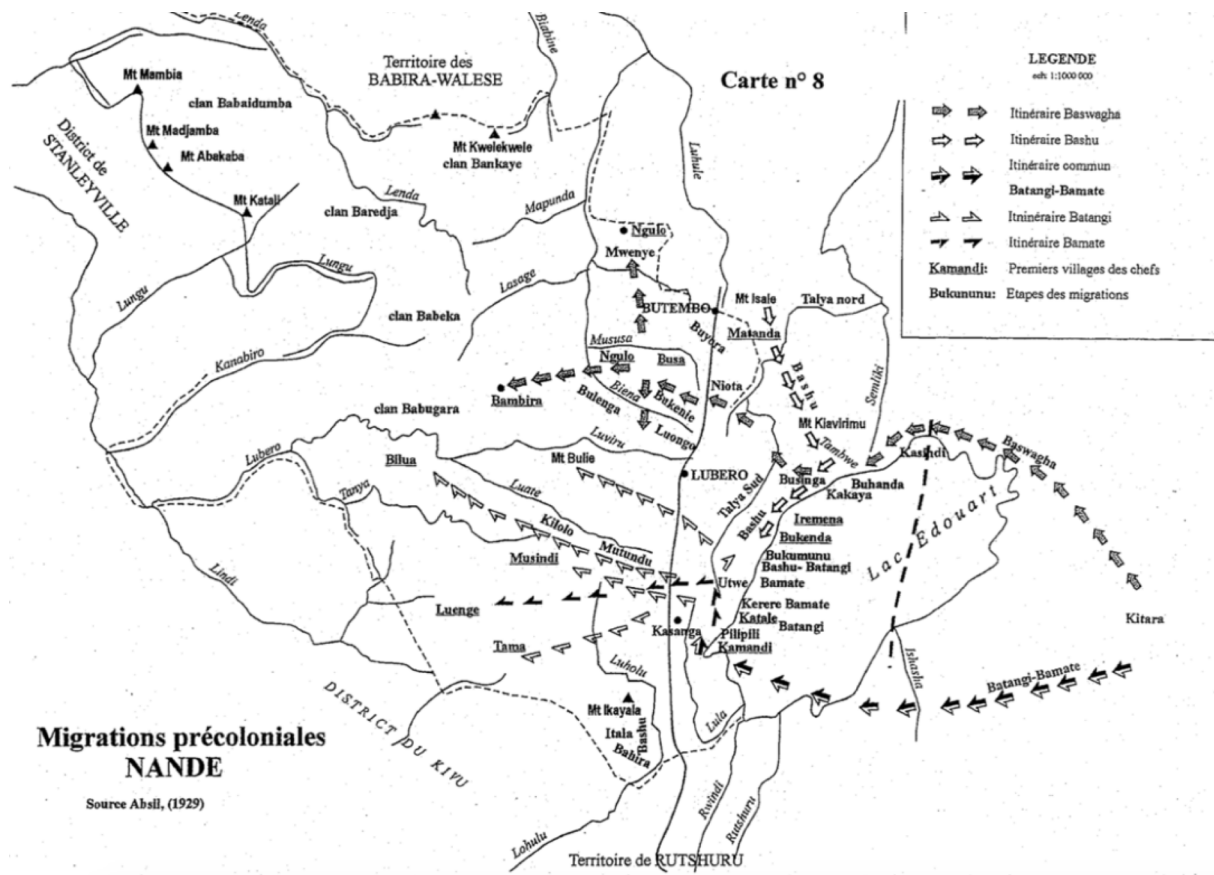 Lenda
Biabine
Territoire des
BABIRA-WALESE
Carte n° 8
LEGENDE
ech: 1:1000 000
Itinéraire Baswagha
Itinéraire Bashu
Itinéraire commun
Batangi-Bamate
Itninéraire Batangi
Itinéraire Bamate
Kamandi: Premiers villages des chefs
Bukununu: Etapes des migrations
Mt Mambia
clan Babaidumba
Mt Madjamba
Mt Abakaba
District de
STANLEYVILLE
Mt Katali
Mt Kwelekwele
clan Bankaye
Luhule
Lenda
clan Baredja
Mapunda
Ngulo
Mwenye
Lungu
Lungu
Lasage
clan Babeka
BUTEMBO
Mt Isale
Talya nord
Buyora
Matanda
Kanabiro
Mususa
Ngulo
Busa
Bashu
Semliki
Bambira
Biena
Bakenie
Niota
Bulenga
clan Babugara
Luongo
Mt Kiavirimu
Luviru
Tambwe
Kasindi
Baswagha
Lubero
Bilua
Mt Bulie
LUBERO
Talya Sud
Businga
Buhanda
Kakaya
Tanya
Luate
Bashu
Iremena
Bukenda
Lac Edouart
Kilolo
Mutundu
Bukumunu
Bashu- Batangi
Musindi
Utwe
Bamate
Lindi
Luenge
Kerere Bamate
Katale
Batangi
Kitara
Kasanga
Pilipili
Kamandi
Tama
Luholu
Ishasha
Batangi-Bamate
DISTRICT DU KIVU
Mt Ikayala
Itala
Bahira
Bashu
Lula
Migrations précoloniales
NANDE
Source Absil, (1929)
Rwindi
Rutshuru
Lohulu
Territoire de RUTSHURU